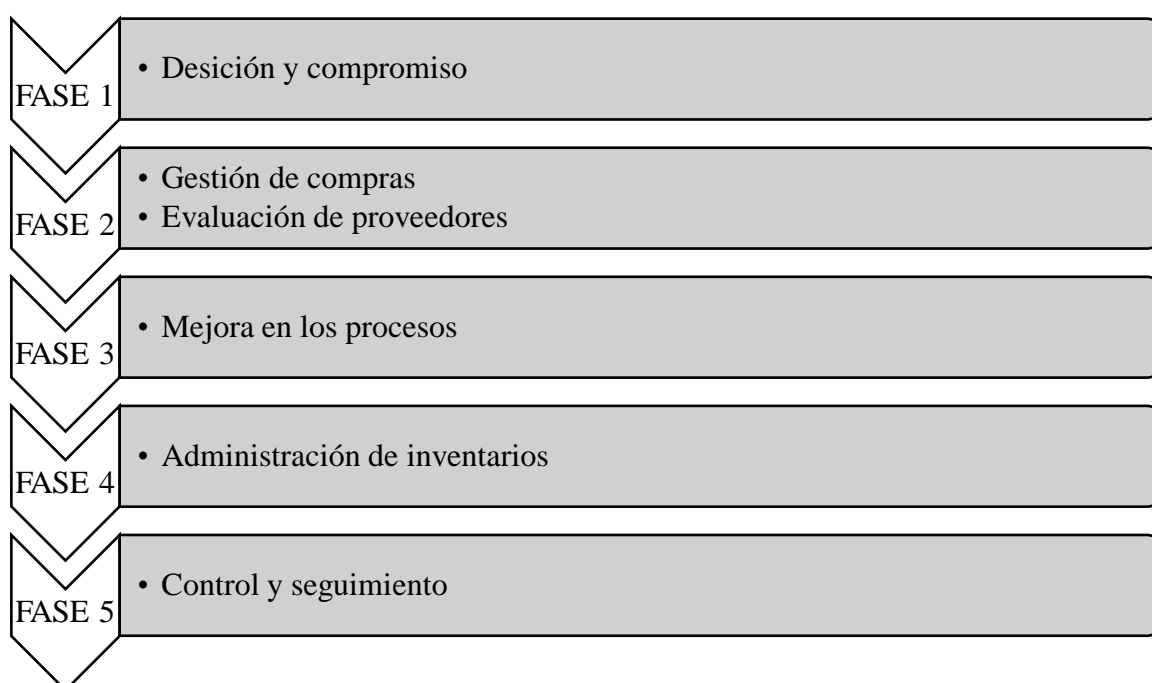 FASE 1
• Desición y compromiso
FASE 2
• Gestión de compras
• Evaluación de proveedores
FASE 3
• Mejora en los procesos
FASE 4
• Administración de inventarios
FASE 5
• Control y seguimiento